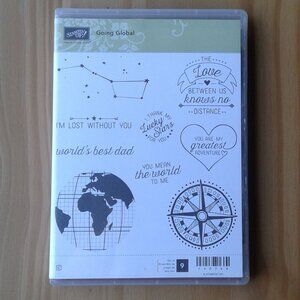 STAMPIN' UP!
Going Global
THE
Love
BETWEEN US
knows no
DISTANCE
I THANK MY
Lucky
Stars
FOR YOU
I'M LOST WITHOUT YOU
YOU ARE MY
greatest
ADVENTURE
world's best dad
YOU MEAN
the world
TO ME
9